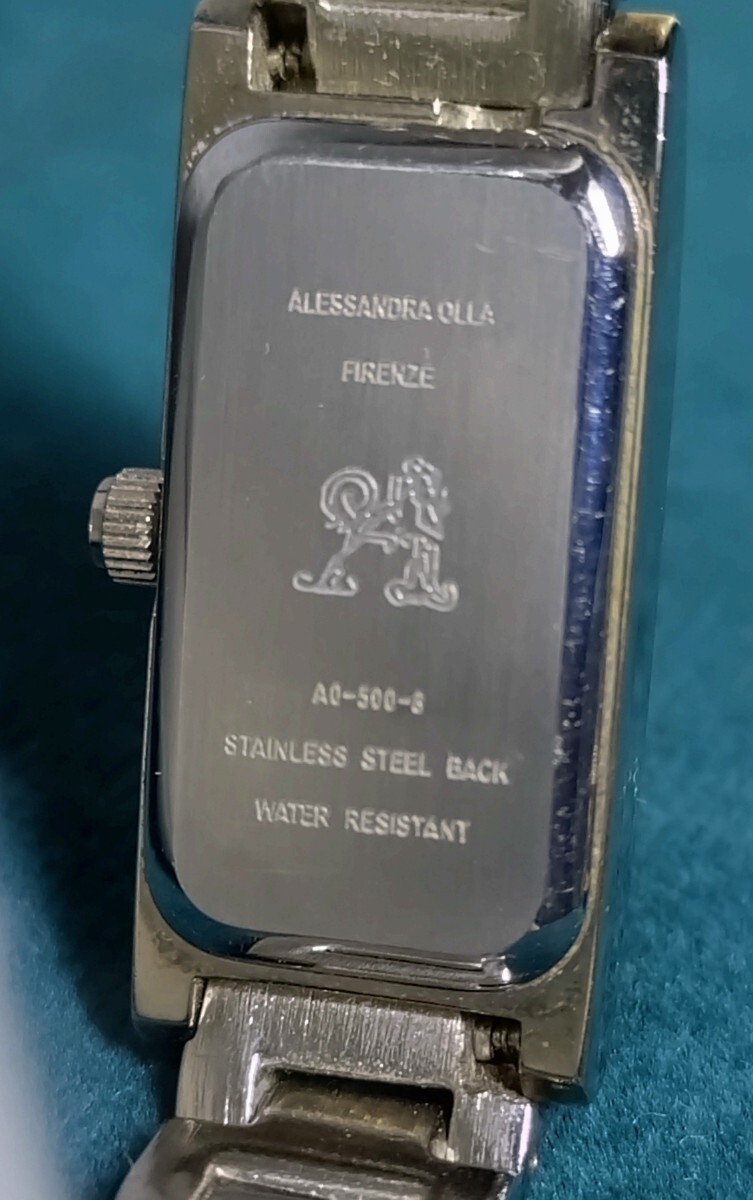 ALESSANDRA OLLA
FIRENZE
AO-500-8
STAINLESS STEEL BACK
WATER RESISTANT